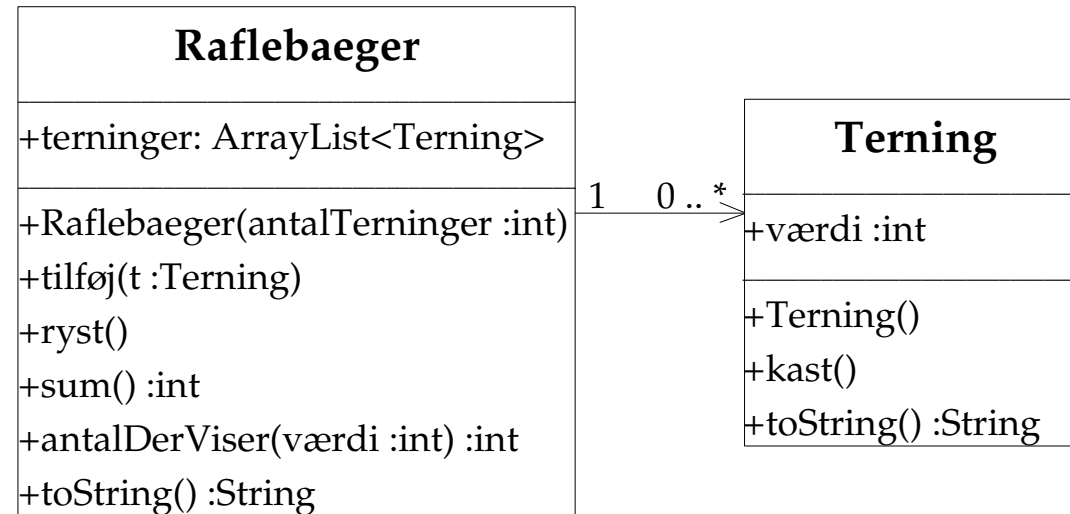 Raflebaeger
+terninger: ArrayList<Terning>
+Raflebaeger(antalTerninger :int)
+tilføj(t :Terning)
+ryst()
+sum() :int
+antalDerViser(værdi :int) :int
+toString() :String
1 0 .. *
Terning
+værdi :int
+Terning()
+kast()
+toString() :String